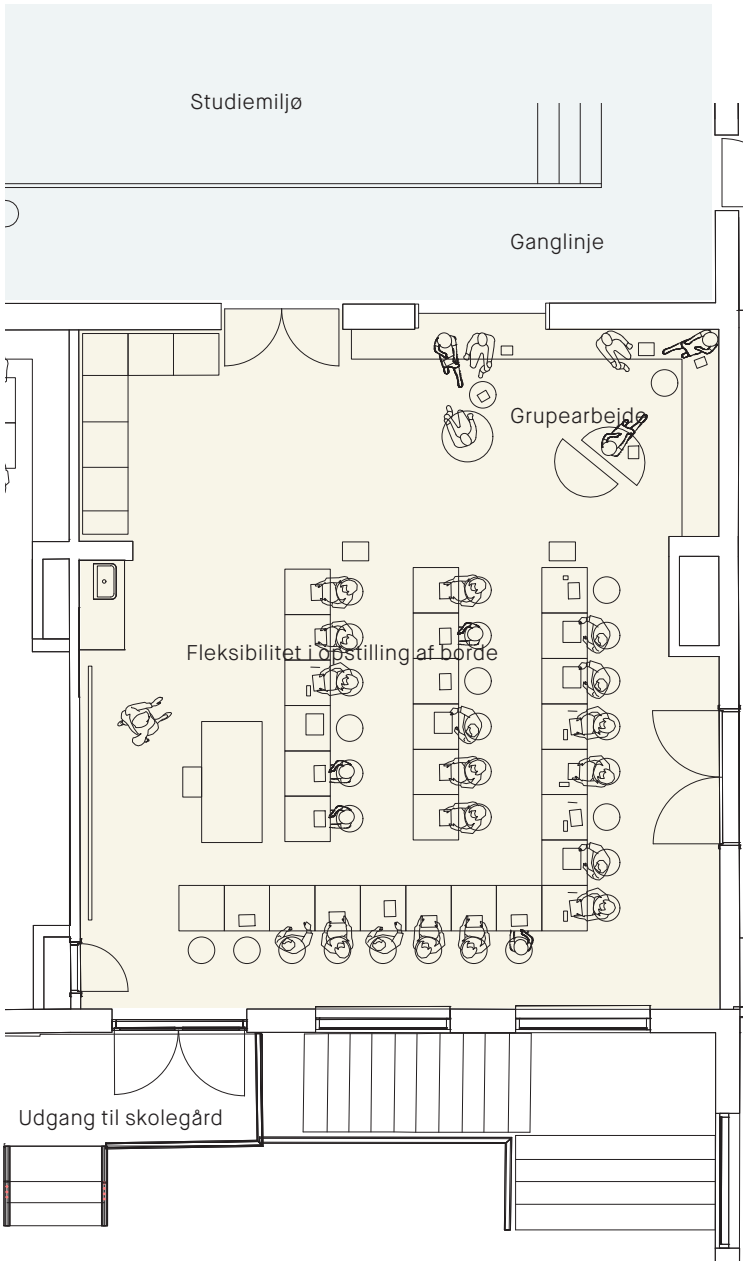 Studiemiljø
Ganglinje
Grupearbejde
Fleksibilitet i opstilling af borde
Udgang til skolegård